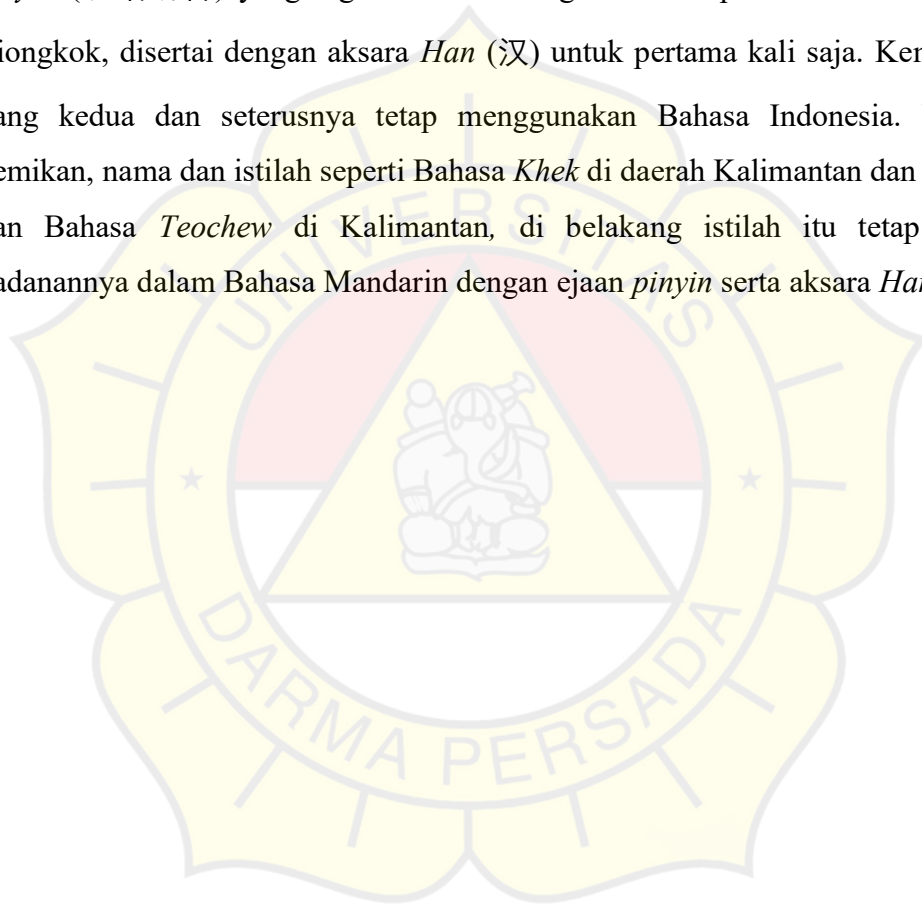 iongkok, disertai dengan aksara Han (汉) untuk pertama kali saja. Ken
ang kedua dan seterusnya tetap menggunakan Bahasa Indonesia.
emikan, nama dan istilah seperti Bahasa Khek di daerah Kalimantan dan
an Bahasa Teochew di Kalimantan, di belakang istilah itu tetap
adanannya dalam Bahasa Mandarin dengan ejaan pinyin serta aksara Han
UNIVERSITAS
DARMA PERSADA